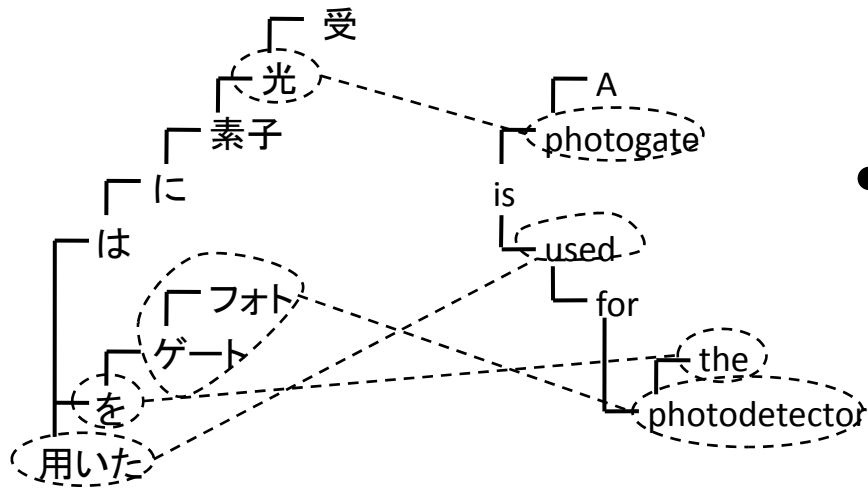 受
光
素子
に
は
フォト
ゲート
を
用いた
A
photogate
is
used
for
the
photodetector